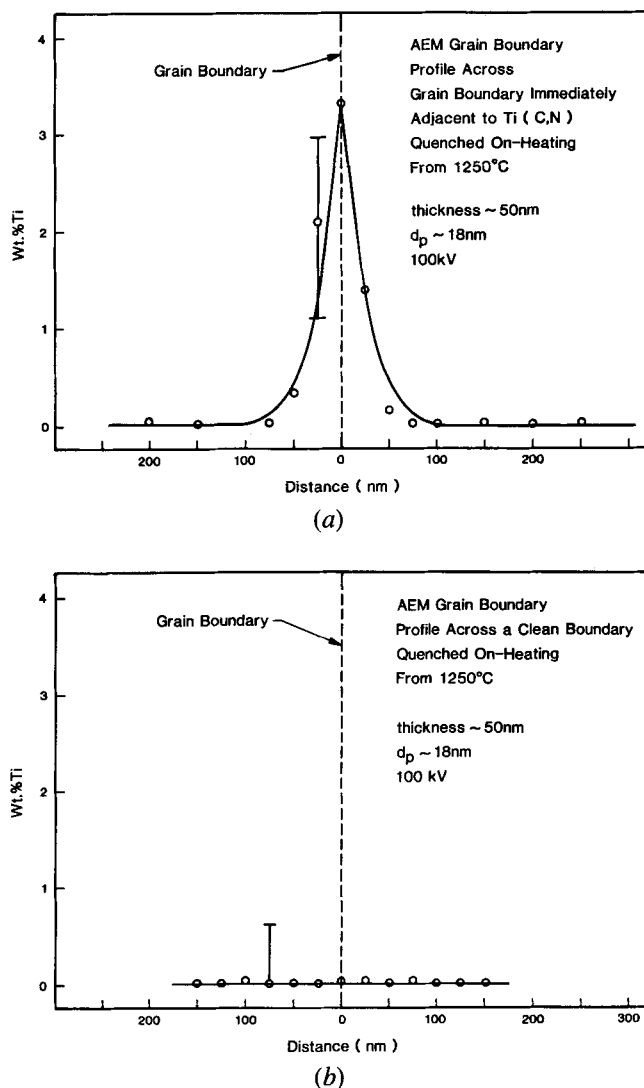 4
3
2
1
0
Wt.%Ti
Grain Boundary
AEM Grain Boundary
Profile Across
Grain Boundary Immediately
Adjacent to Ti ( C,N )
Quenched On-Heating
From 1250°C
thickness ~ 50nm
dp ~ 18nm
100kV
200 100 0 100 200
Distance ( nm )
(a)
4
3
2
1
0
Wt.%Ti
Grain Boundary
AEM Grain Boundary
Profile Across a Clean Boundary
Quenched On-Heating
From 1250°C
thickness ~ 50nm
dp ~ 18nm
100 kV
200 100 0 100 200 300
Distance ( nm )
(b)